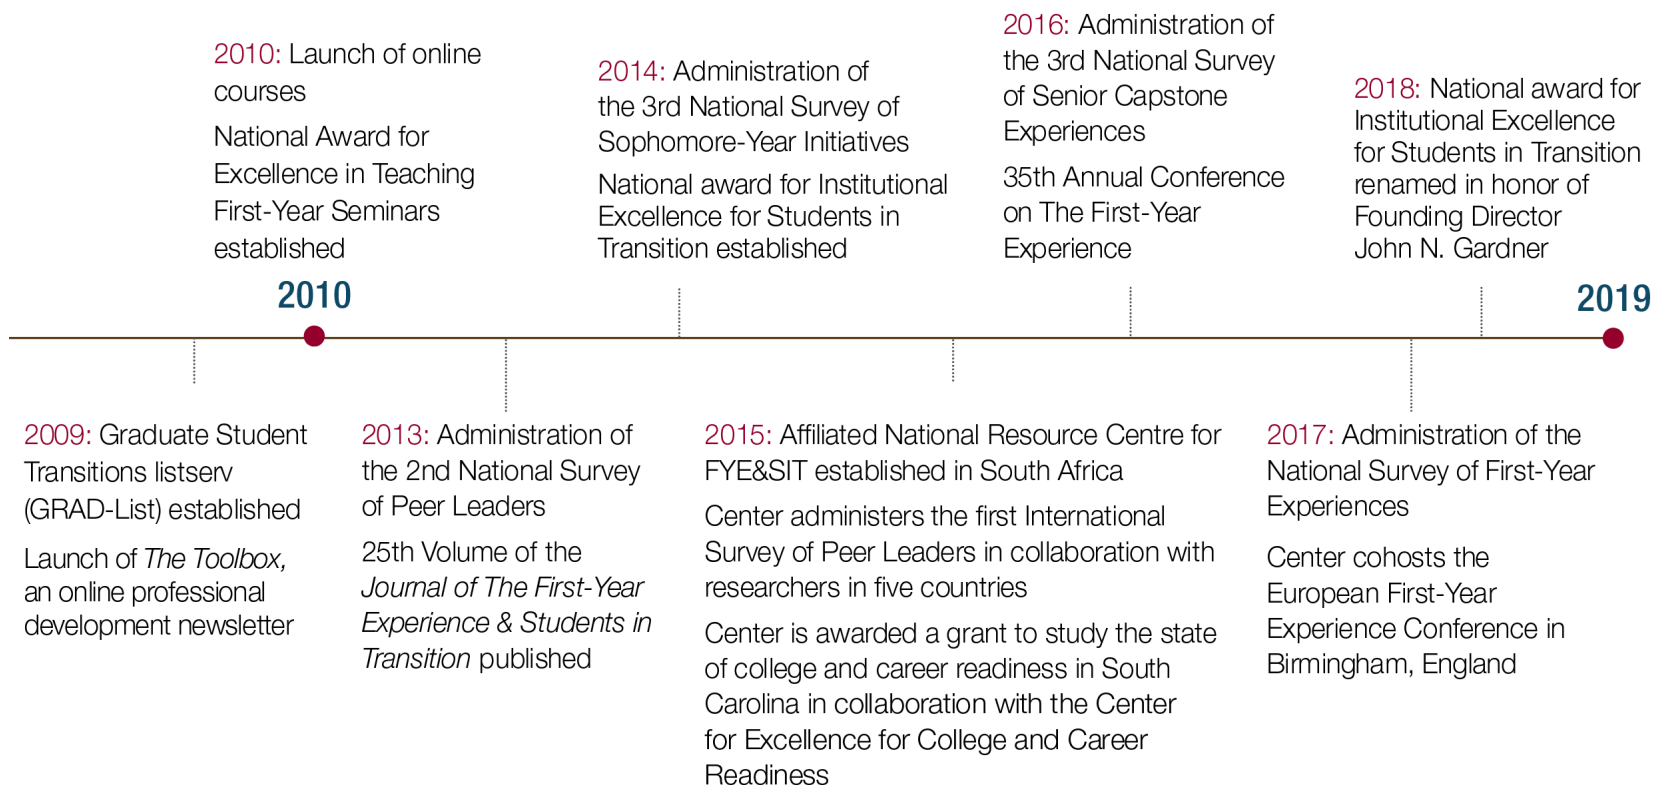 2010: Launch of online
courses
National Award for
Excellence in Teaching
First-Year Seminars
established
2014: Administration of
the 3rd National Survey of
Sophomore-Year Initiatives
National award for Institutional
Excellence for Students in
Transition established
2016: Administration of
the 3rd National Survey
of Senior Capstone
Experiences
35th Annual Conference
on The First-Year
Experience
2018: National award for
Institutional Excellence
for Students in Transition
renamed in honor of
Founding Director
John N. Gardner
2010
2019
2009: Graduate Student
Transitions listserv
(GRAD-List) established
Launch of The Toolbox,
an online professional
development newsletter
2013: Administration of
the 2nd National Survey
of Peer Leaders
25th Volume of the
Journal of The First-Year
Experience & Students in
Transition published
2015: Affiliated National Resource Centre for
FYE&SIT established in South Africa
Center administers the first International
Survey of Peer Leaders in collaboration with
researchers in five countries
Center is awarded a grant to study the state
of college and career readiness in South
Carolina in collaboration with the Center
for Excellence for College and Career
Readiness
2017: Administration of the
National Survey of First-Year
Experiences
Center cohosts the
European First-Year
Experience Conference in
Birmingham, England